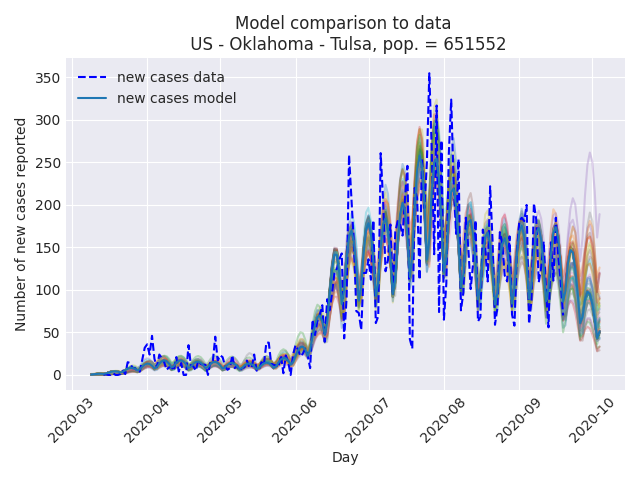 Model comparison to data
US - Oklahoma - Tulsa, pop. = 651552
new cases data
new cases model
Number of new cases reported
350
300
250
200
150
100
50
0
2020-03
2020-04
2020-05
2020-06
2020-07
2020-08
2020-09
2020-10
Day